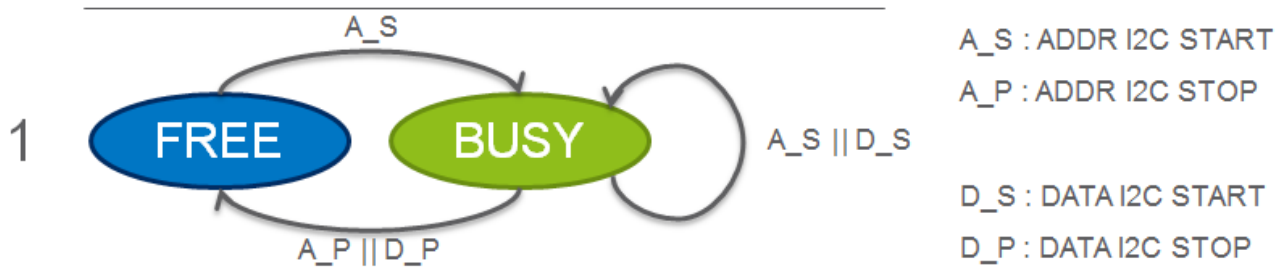 A_S
A_S : ADDR I2C START
A_P : ADDR I2C STOP
1
FREE
BUSY
A_S || D_S
D_S : DATA I2C START
A_P || D_P
D_P : DATA I2C STOP